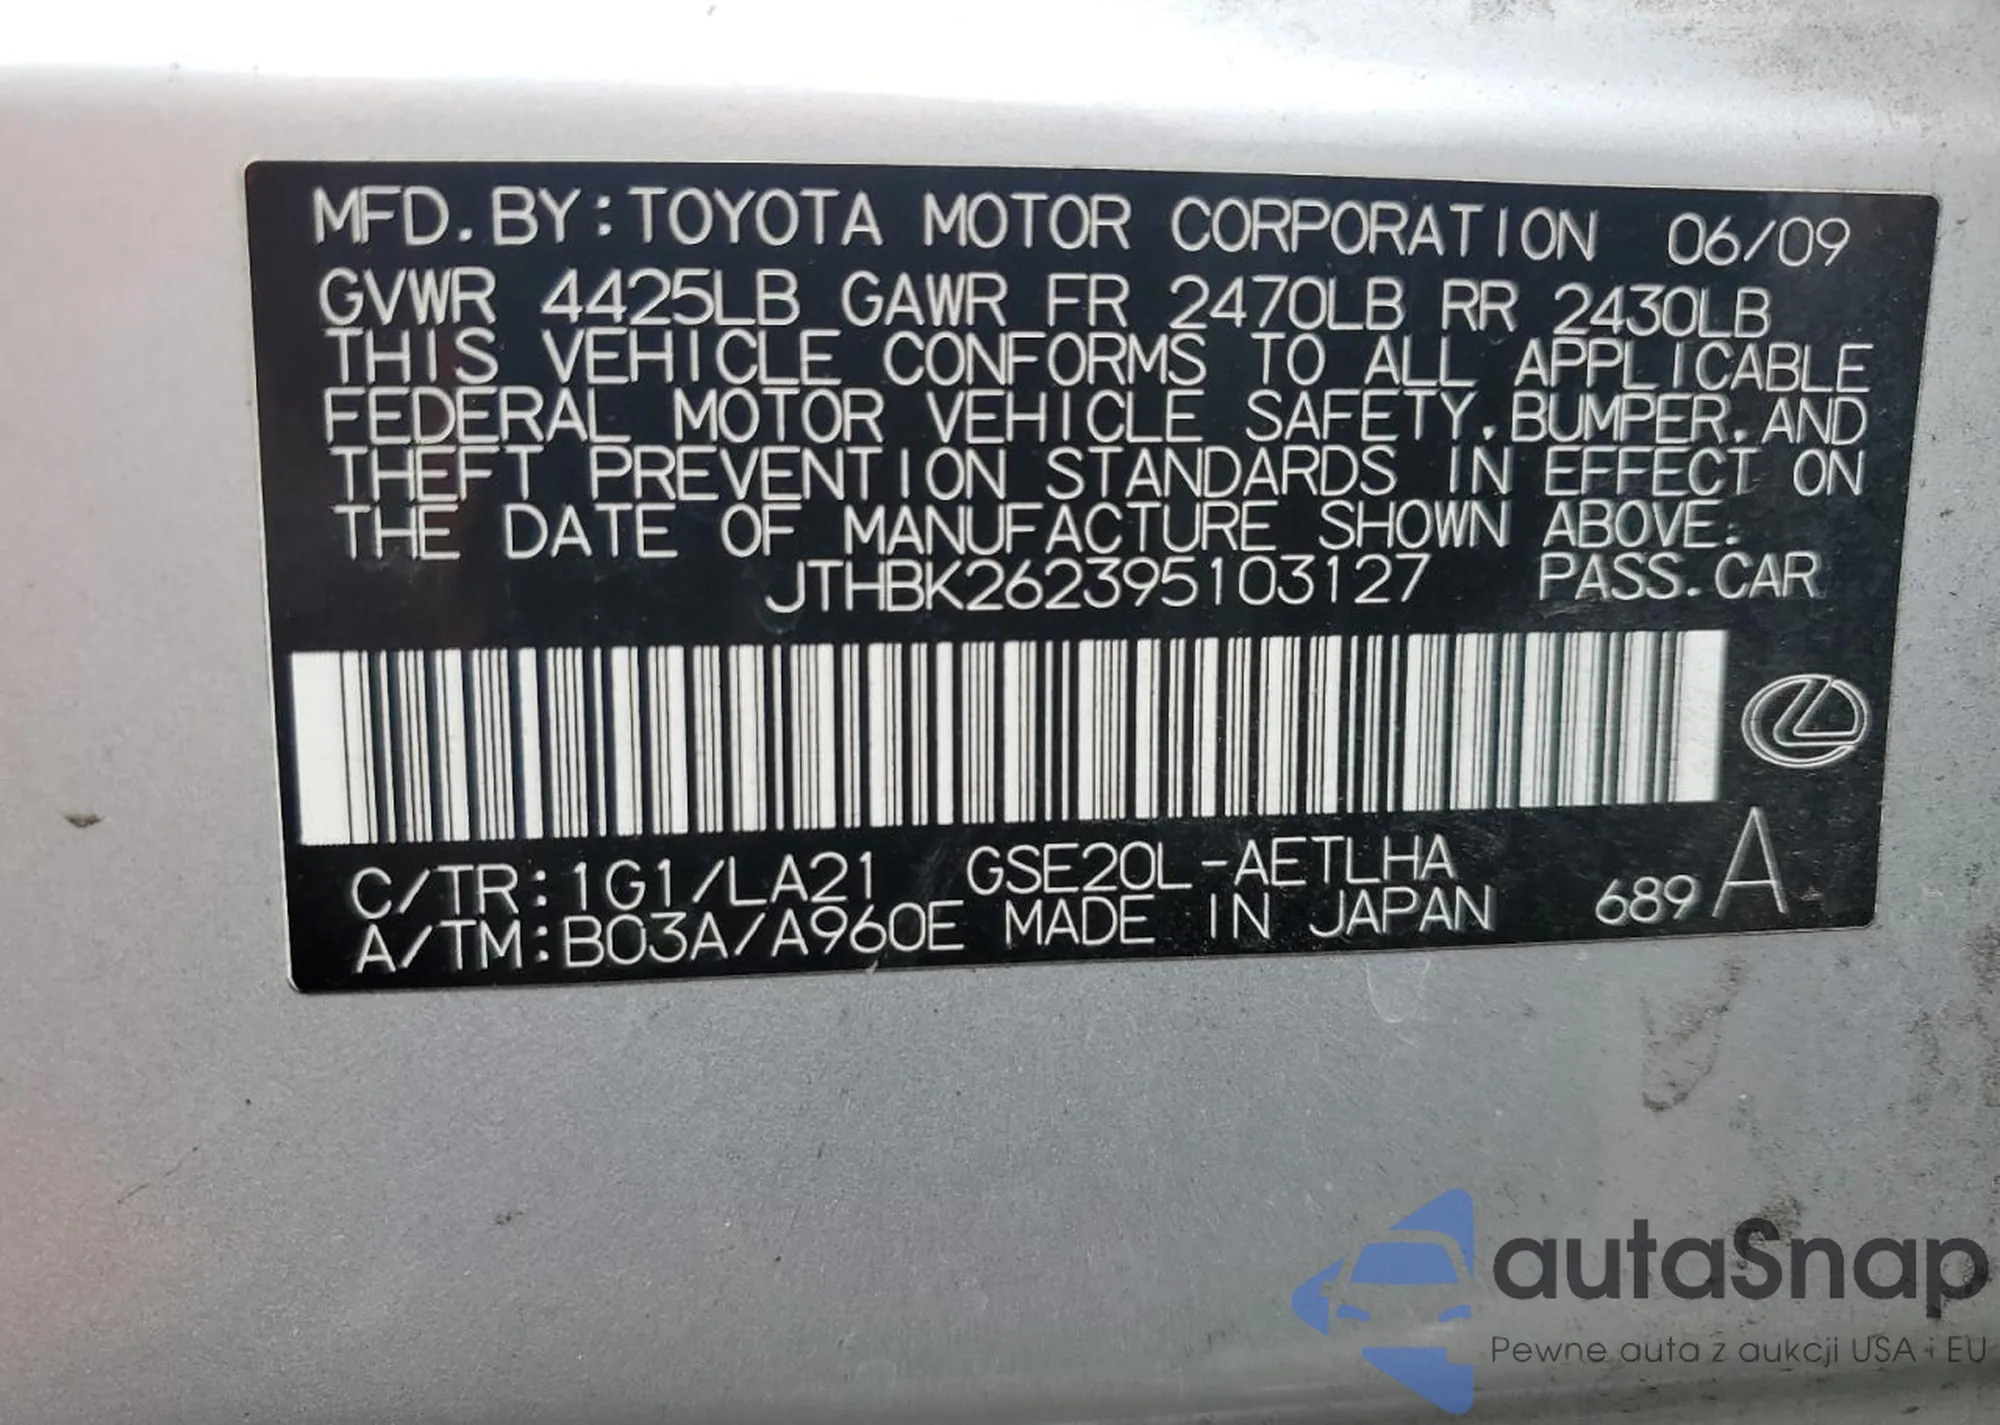 MFD. BY: TOYOTA MOTOR CORPORATION 06/09
GVWR 4425LB GAWR FR 2470LB RR 2430LB
THIS VEHICLE CONFORMS TO ALL APPLICABLE
FEDERAL MOTOR VEHICLE SAFETY, BUMPER, AND
THEFT PREVENTION STANDARDS IN EFFECT ON
THE DATE OF MANUFACTURE SHOWN ABOVE.
JTHBK262395103127 PASS. CAR
C/TR: 1G1/LA21 GSE20L-AETLHA
A/TM: B03A/A960E MADE IN JAPAN 689 A
autaSnap
Pewne auta z aukcji USA i EU